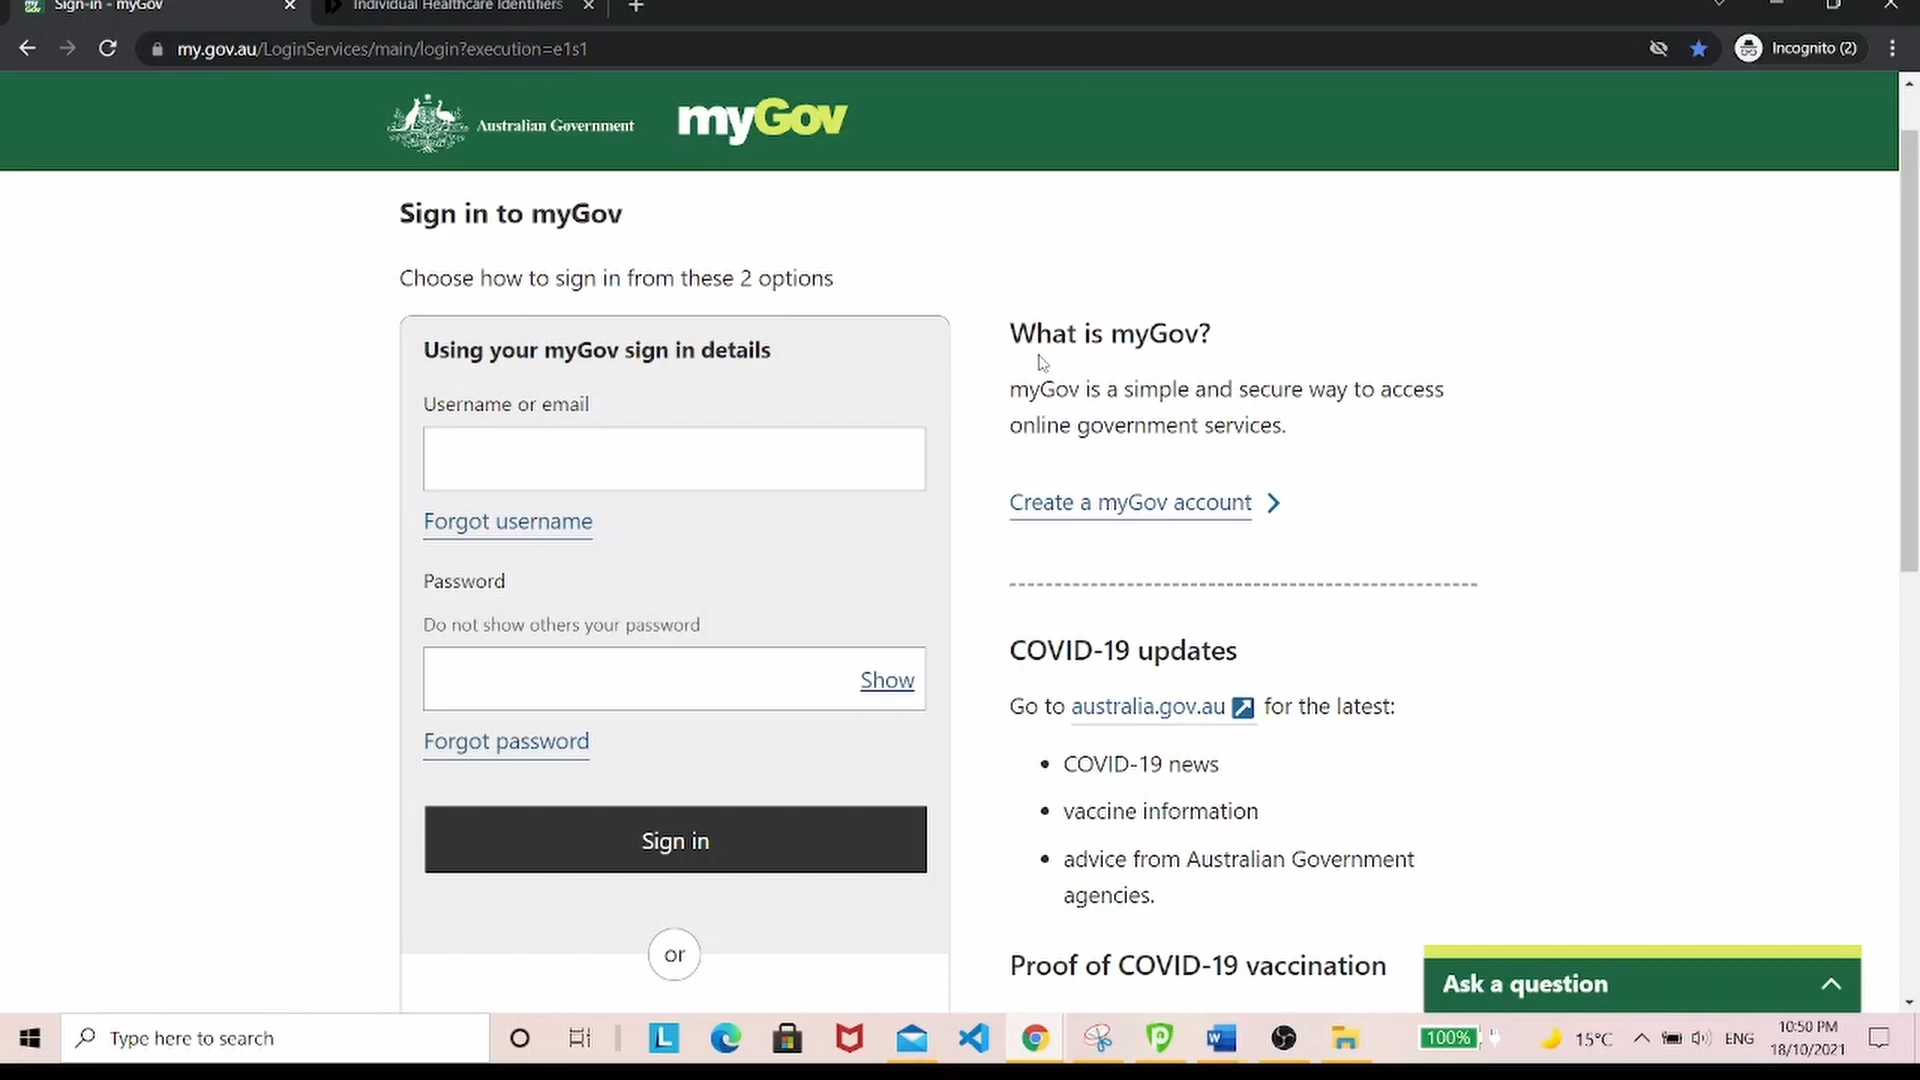 Sign-in - myGov
Individual Healthcare Identifiers
my.gov.au/LoginServices/main/login?execution=e1s1
Incognito (2)
Australian Government
myGov
Sign in to myGov
Choose how to sign in from these 2 options
Using your myGov sign in details
Username or email
Forgot username
Password
Do not show others your password
Show
Forgot password
Sign in
or
What is myGov?
myGov is a simple and secure way to access
online government services.
Create a myGov account
COVID-19 updates
Go to australia.gov.au for the latest:
• COVID-19 news
• vaccine information
• advice from Australian Government
agencies.
Proof of COVID-19 vaccination
Ask a question
Type here to search
L
W
100%
15°C
ENG
10:50 PM
18/10/2021